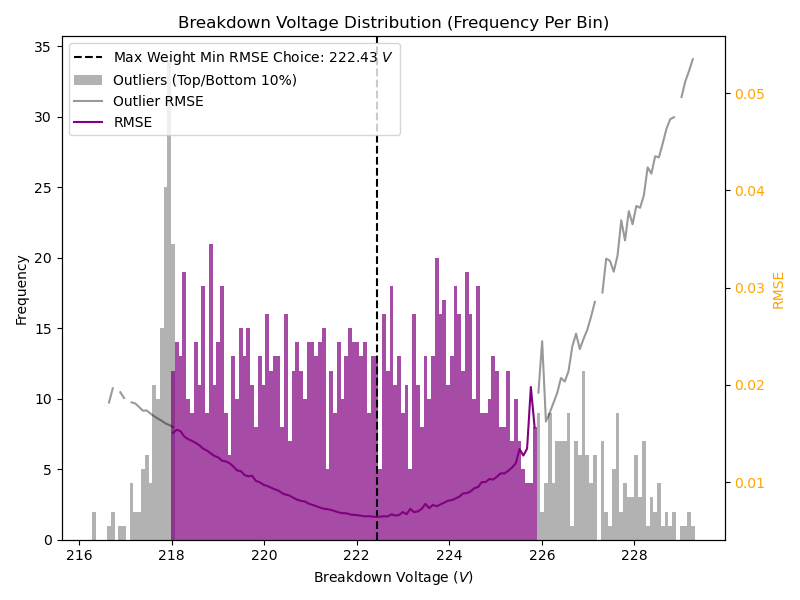 Breakdown Voltage Distribution (Frequency Per Bin)
Max Weight Min RMSE Choice: 222.43 V
Outliers (Top/Bottom 10%)
Outlier RMSE
RMSE
35
30
25
20
15
10
5
0
Frequency
0.05
0.04
0.03
0.02
0.01
RMSE
216 218 220 222 224 226 228
Breakdown Voltage (V)